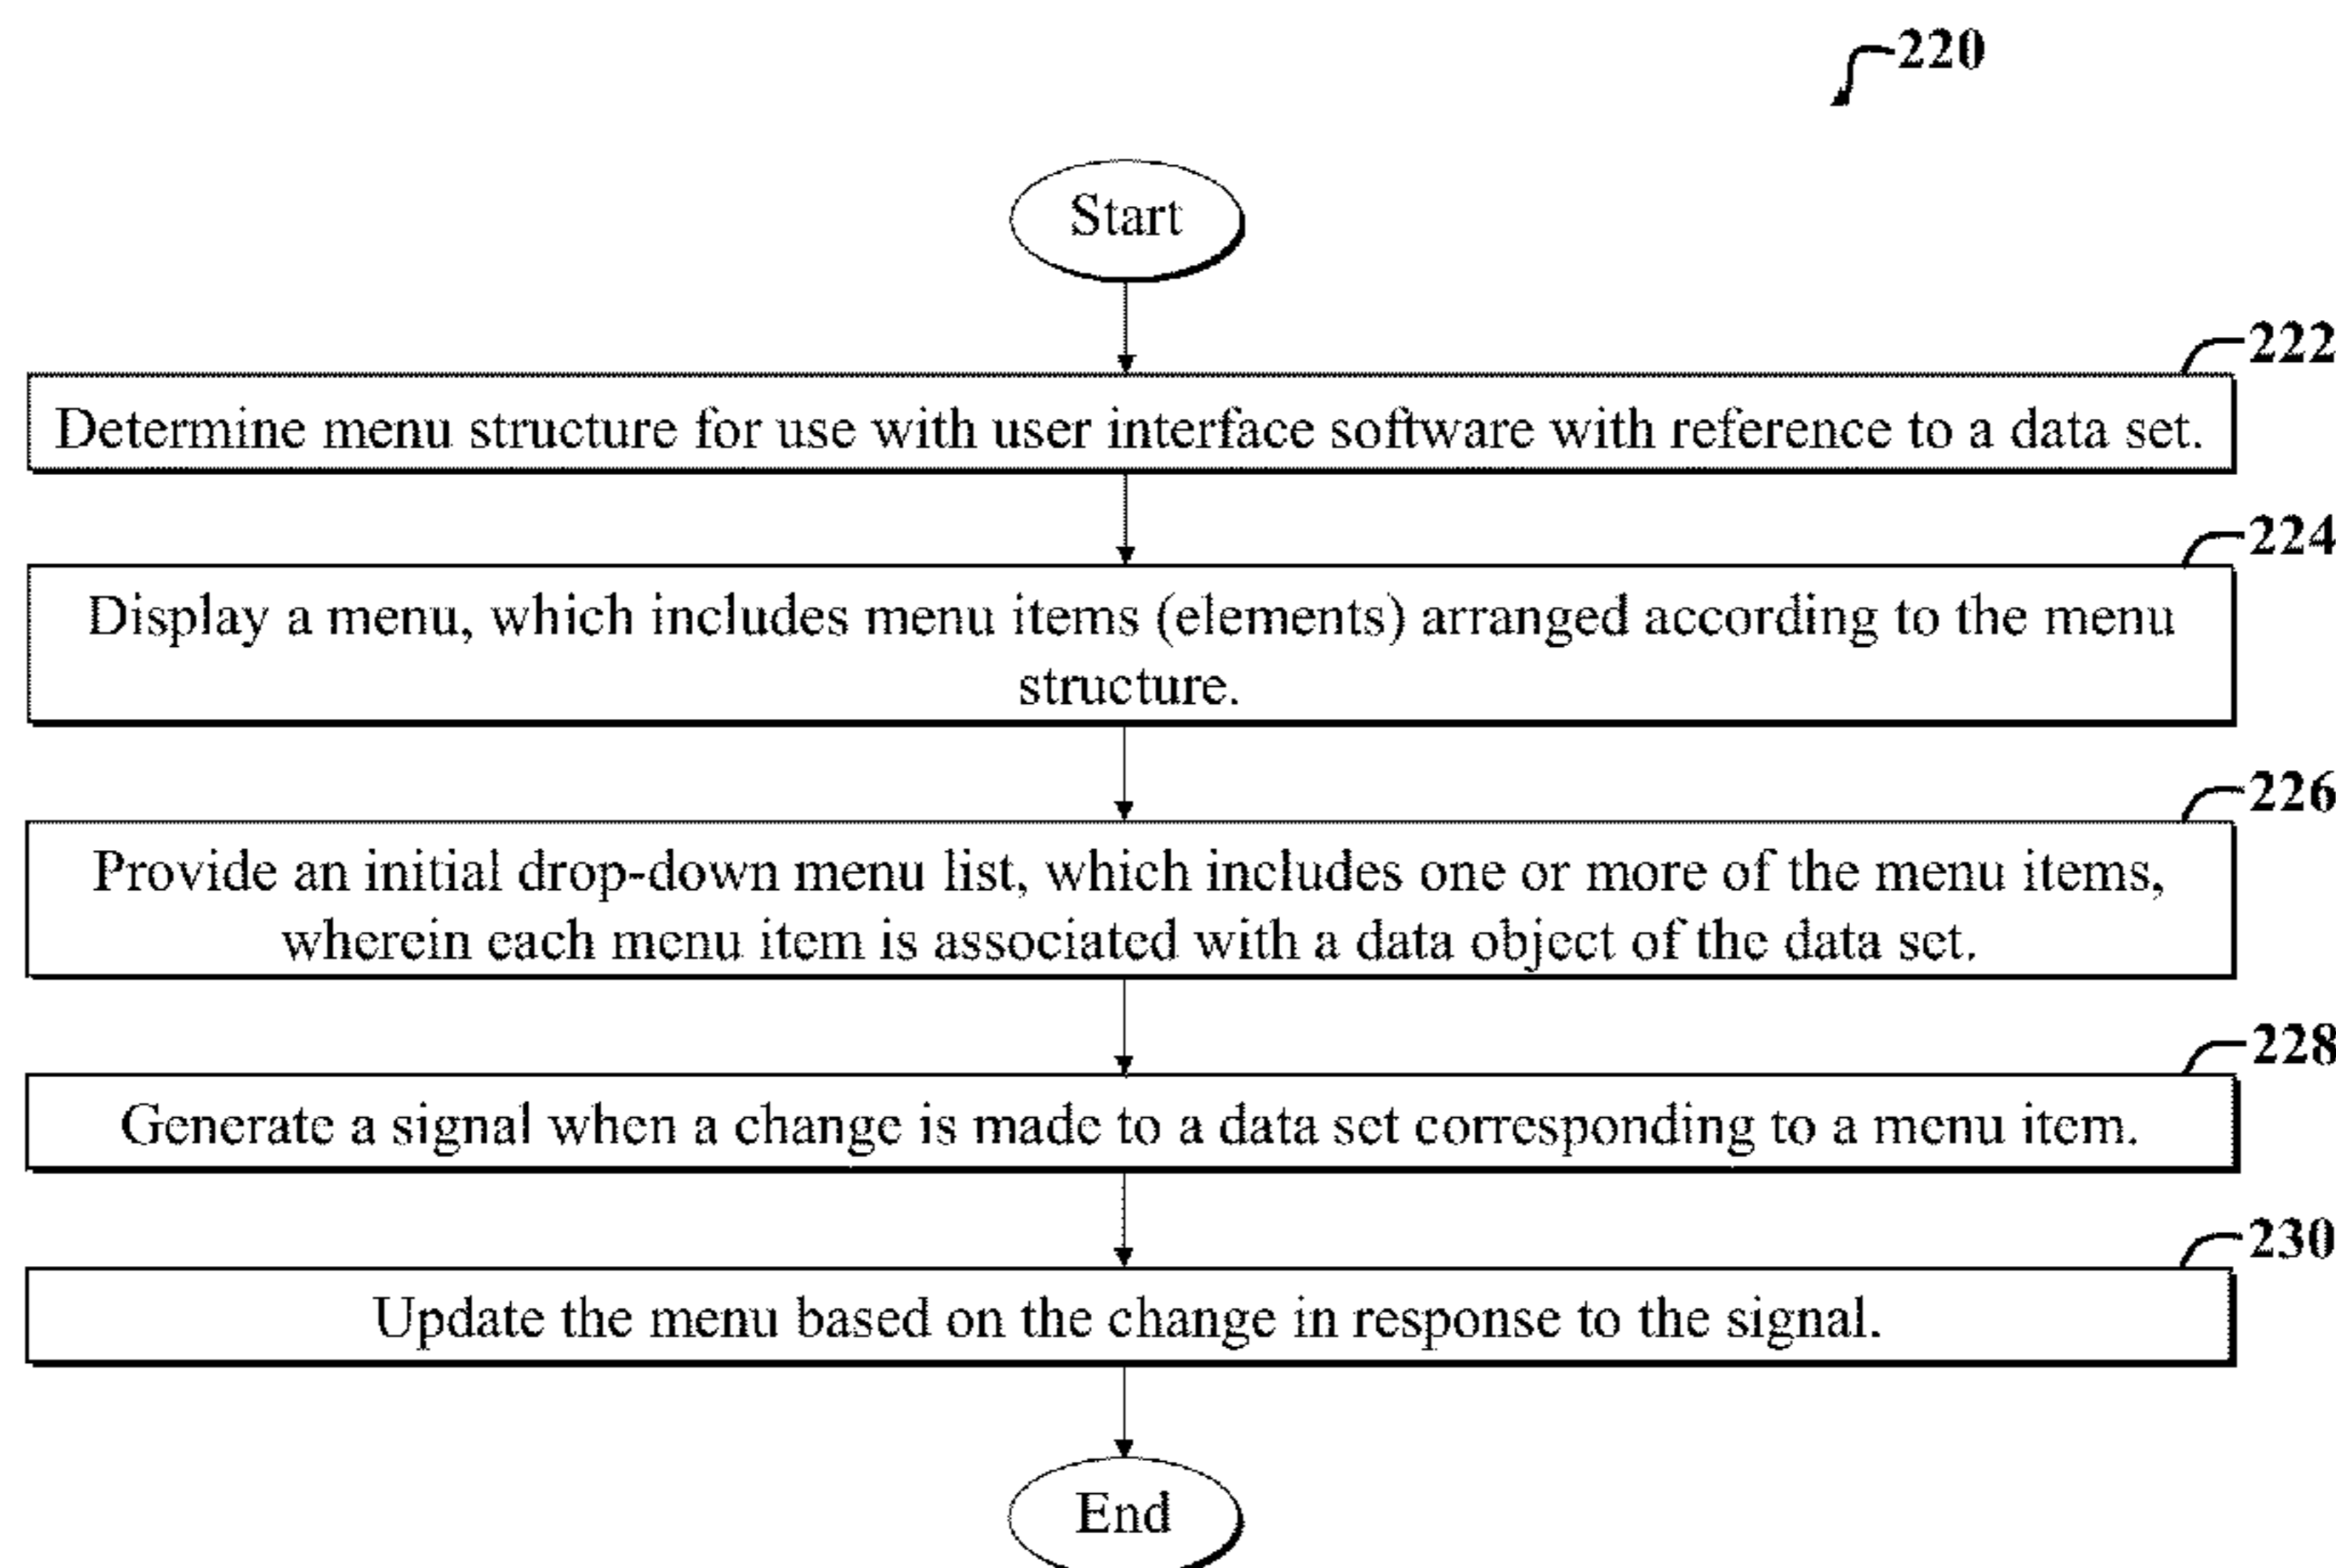 220
Start
222
Determine menu structure for use with user interface software with reference to a data set.
224
Display a menu, which includes menu items (elements) arranged according to the menu
structure.
226
Provide an initial drop-down menu list, which includes one or more of the menu items,
wherein each menu item is associated with a data object of the data set.
228
Generate a signal when a change is made to a data set corresponding to a menu item.
230
Update the menu based on the change in response to the signal.
End